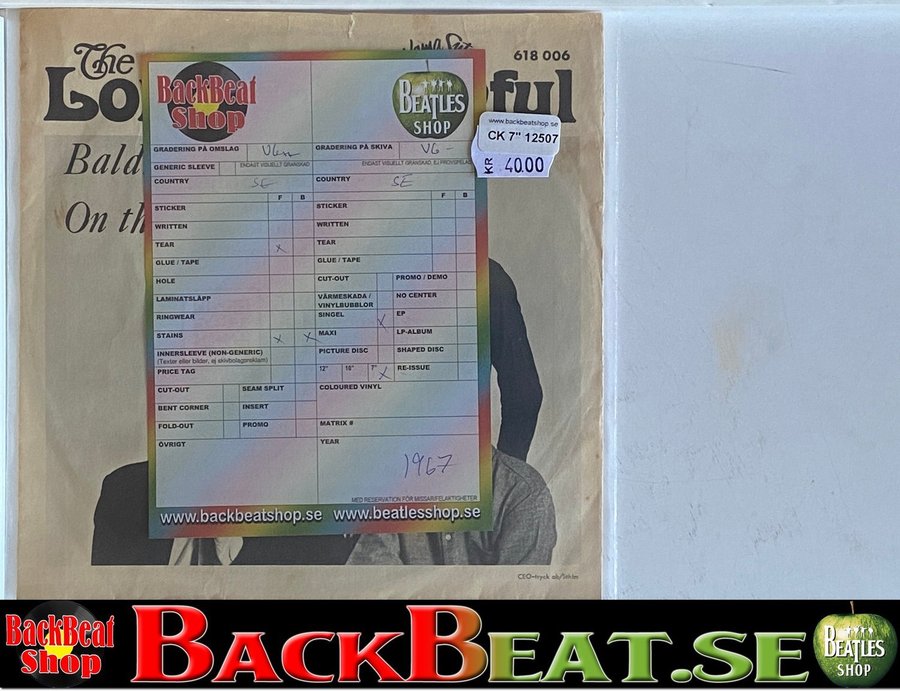 The
618 006
Lo
ful
Bald
On th
BackBeat
Shop
BEATLES
SHOP
www.backbeatshop.se
CK 7" 12507
KR 40.00
GRADERING PÅ OMSLAG
GRADERING PÅ SKIVA
VG -
GENERIC SLEEVE
ENDAST VISUELLT GRANSKAD
ENDAST VISUELLT GRANSKAD, EJ PROVSPELAD
COUNTRY SE
COUNTRY SE
F B
F B
STICKER
STICKER
WRITTEN
WRITTEN
TEAR x
TEAR
GLUE / TAPE
GLUE / TAPE
HOLE
CUT-OUT
PROMO / DEMO
LAMINATSLÄPP
VÄRMESKADA /
VINYLBUBBLOR
NO CENTER
RINGWEAR
SINGEL x
EP
STAINS x x
MAXI
LP-ALBUM
INNERSLEEVE (NON-GENERIC)
(Texter eller bilder, ej skivbolagsreklam)
PICTURE DISC
SHAPED DISC
PRICE TAG
12" 10" 7" x
RE-ISSUE
CUT-OUT
SEAM SPLIT
COLOURED VINYL
BENT CORNER
INSERT
FOLD-OUT
PROMO
MATRIX #
ÖVRIGT
YEAR
1967
MED RESERVATION FÖR MISSAR/FELAKTIGHETER
www.backbeatshop.se www.beatlesshop.se
CEO-tryck ab/Sthlm
BackBeat
Shop
BACKBEAT.SE
BEATLES
SHOP